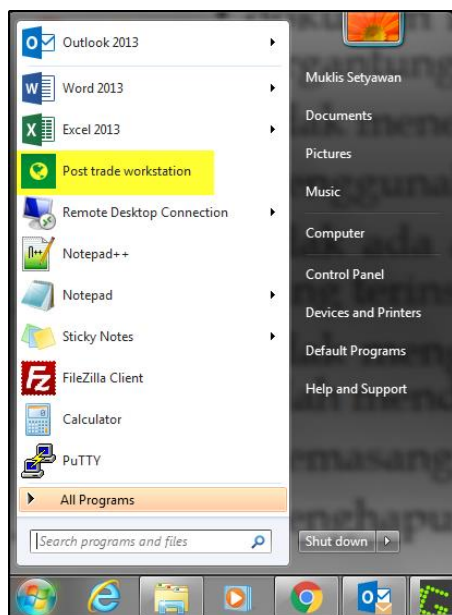 Outlook 2013
Word 2013
Excel 2013
Post trade workstation
Remote Desktop Connection
Notepad++
Notepad
Sticky Notes
FileZilla Client
Calculator
PuTTY
All Programs
Search programs and files
Muklis Setyawan
Documents
Pictures
Music
Computer
Control Panel
Devices and Printers
Default Programs
Help and Support
Shut down